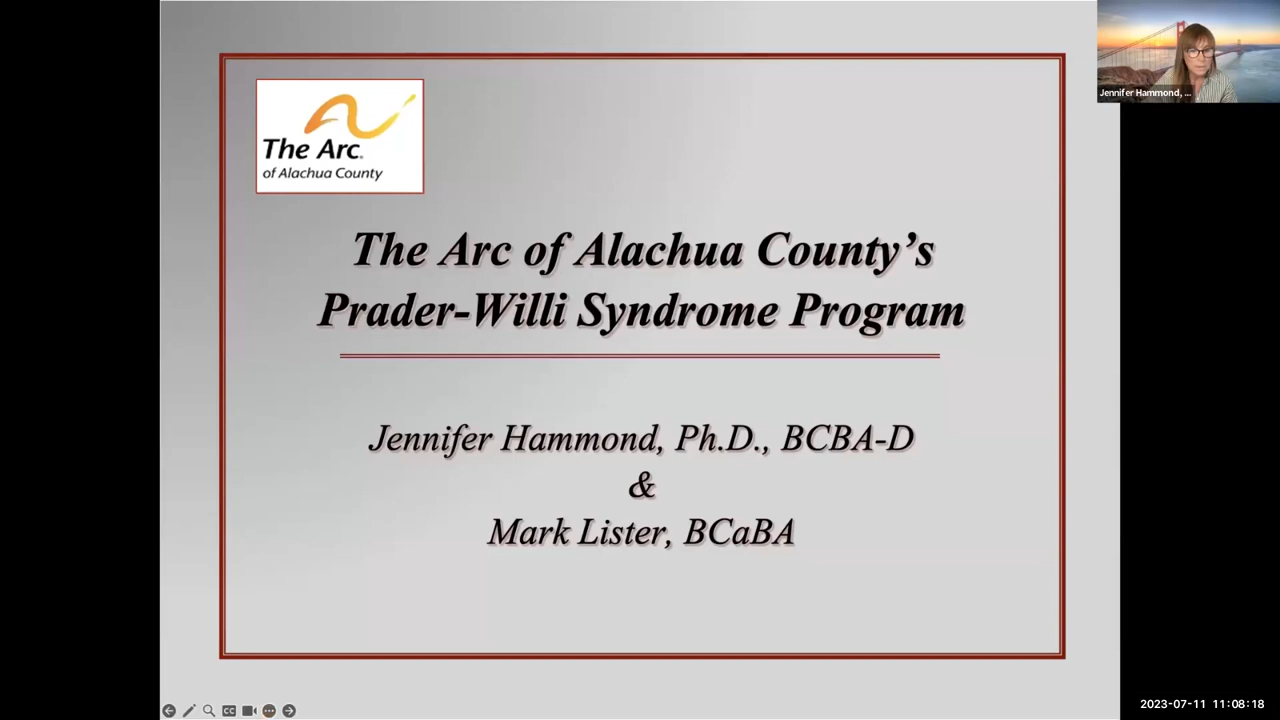 Jennifer Hammond, ...
The Arc.
of Alachua County
The Arc of Alachua County’s
Prader-Willi Syndrome Program
Jennifer Hammond, Ph.D., BCBA-D
&
Mark Lister, BCaBA
CC
2023-07-11 11:08:18